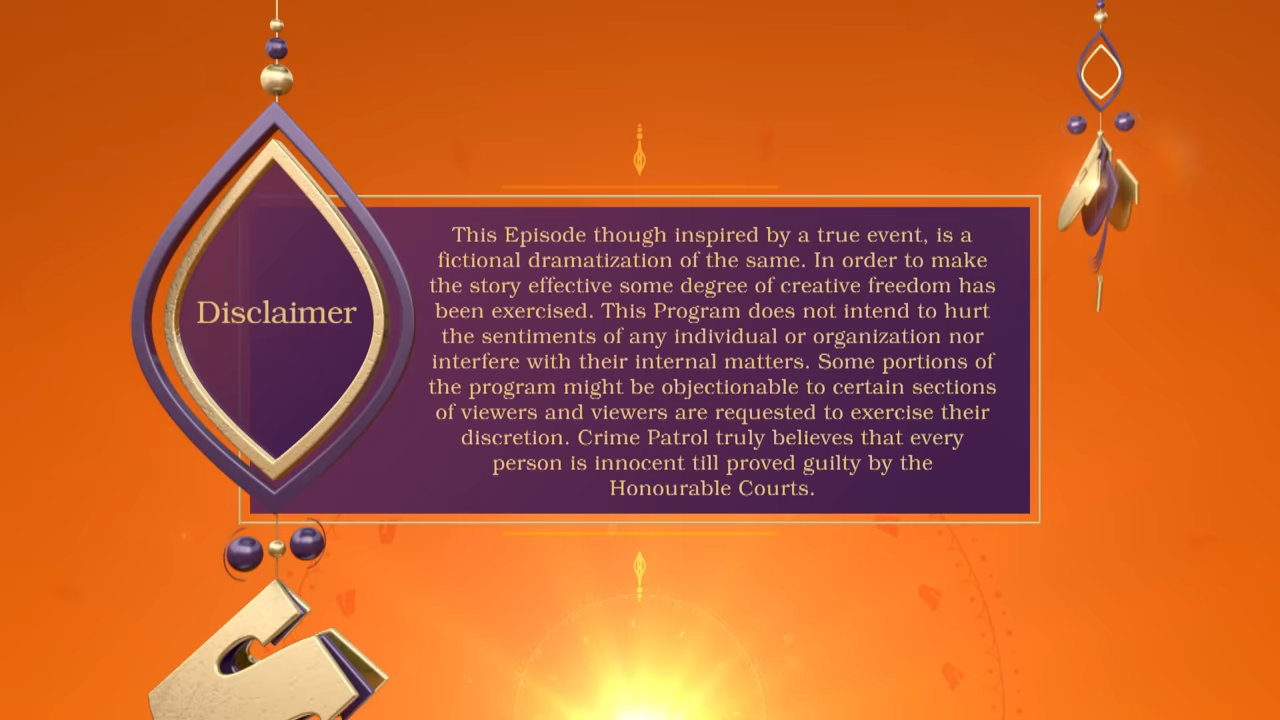 Disclaimer
This Episode though inspired by a true event, is a
fictional dramatization of the same. In order to make
the story effective some degree of creative freedom has
been exercised. This Program does not intend to hurt
the sentiments of any individual or organization nor
interfere with their internal matters. Some portions of
the program might be objectionable to certain sections
of viewers and viewers are requested to exercise their
discretion. Crime Patrol truly believes that every
person is innocent till proved guilty by the
Honourable Courts.